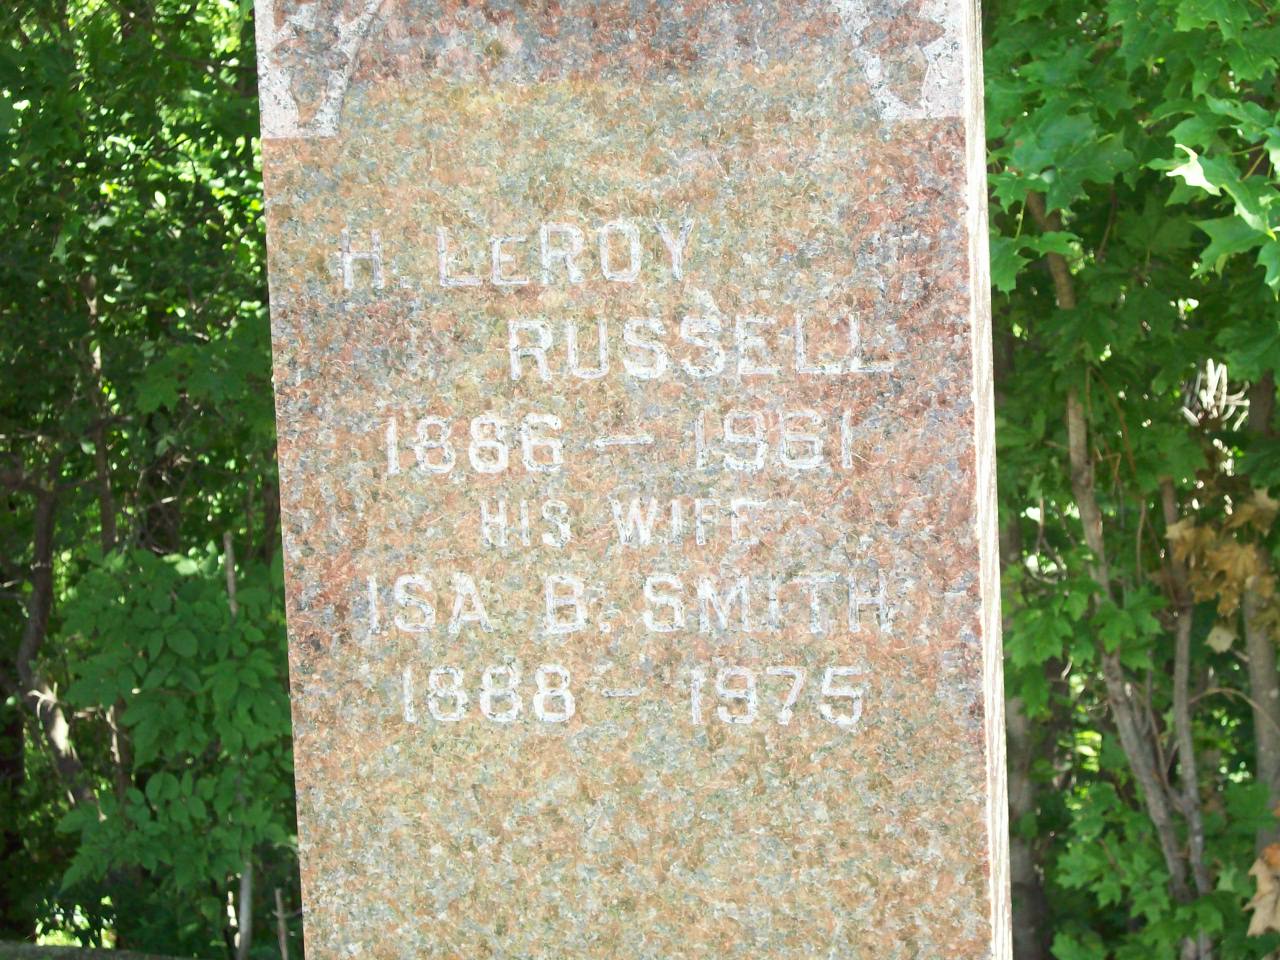 H. LeROY
RUSSELL
1886 – 1961
HIS WIFE
ISA B. SMITH
1888 – 1975